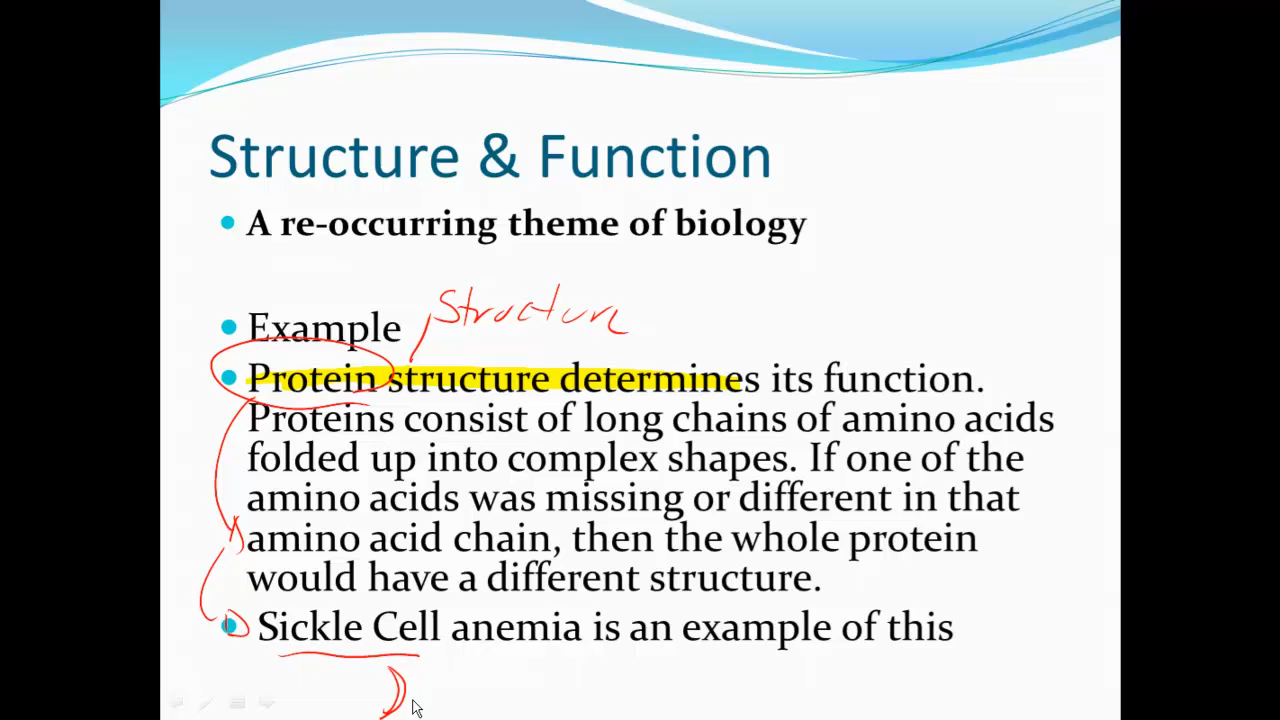 Structure & Function
A re-occurring theme of biology
Structure
Example
Protein structure determines its function.
Proteins consist of long chains of amino acids
folded up into complex shapes. If one of the
amino acids was missing or different in that
amino acid chain, then the whole protein
would have a different structure.
Sickle Cell anemia is an example of this